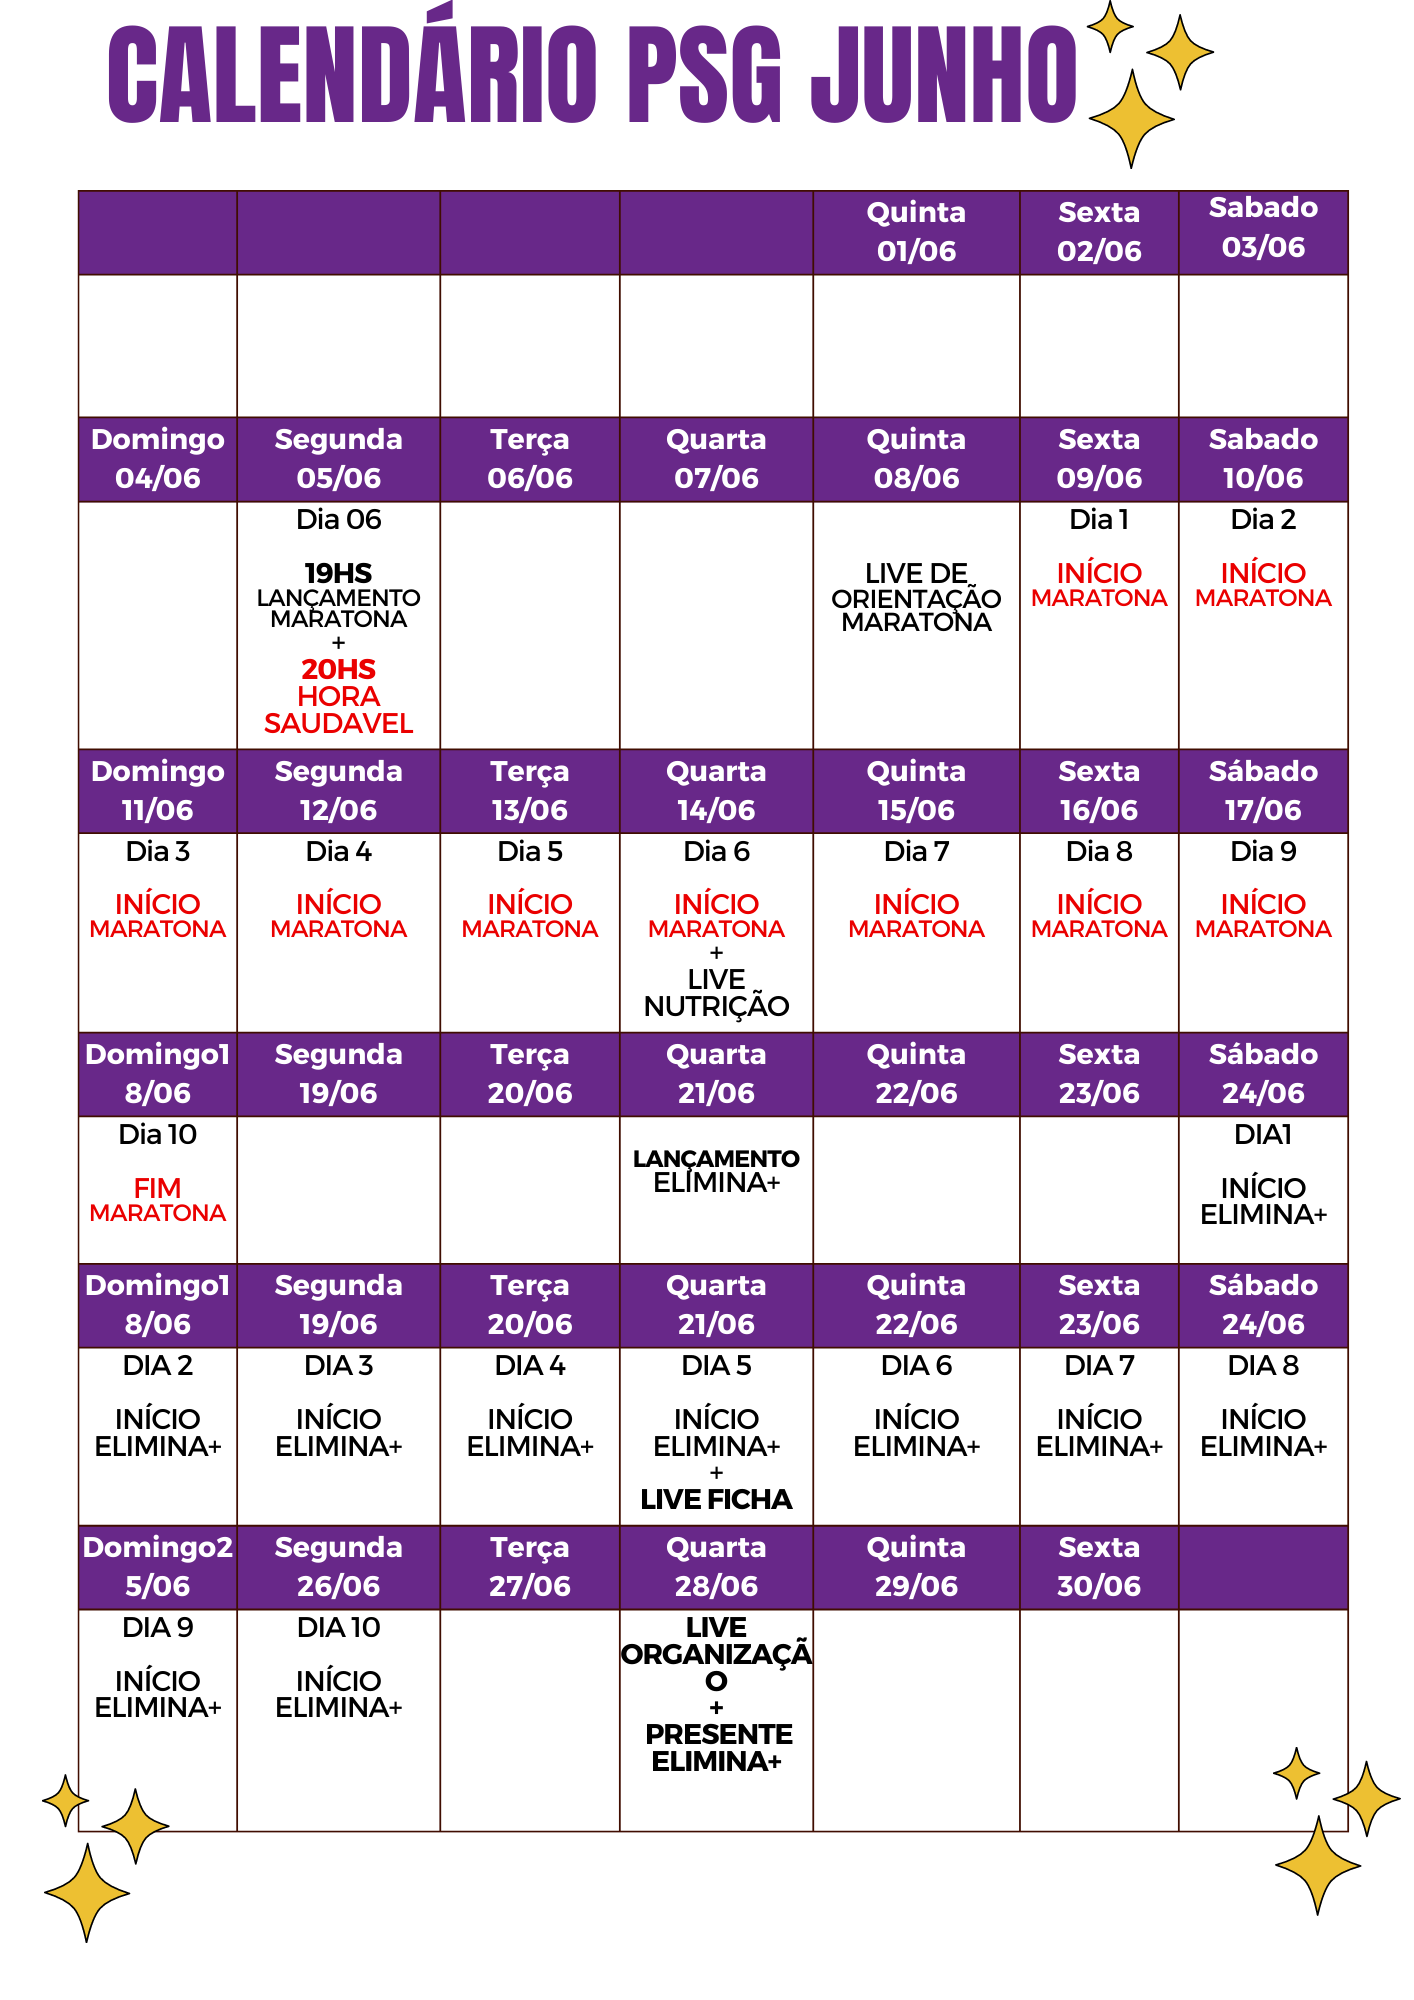 CALENDÁRIO PSG JUNHO
Quinta
01/06
Sexta
02/06
Sabado
03/06
Domingo
04/06
Segunda
05/06
Terça
06/06
Quarta
07/06
Quinta
08/06
Sexta
09/06
Sabado
10/06
Dia 06
19HS
LANÇAMENTO
MARATONA
+
20HS
HORA
SAUDAVEL
LIVE DE
ORIENTAÇÃO
MARATONA
Dia 1
INÍCIO
MARATONA
Dia 2
INÍCIO
MARATONA
Domingo
11/06
Segunda
12/06
Terça
13/06
Quarta
14/06
Quinta
15/06
Sexta
16/06
Sábado
17/06
Dia 3
INÍCIO
MARATONA
Dia 4
INÍCIO
MARATONA
Dia 5
INÍCIO
MARATONA
Dia 6
INÍCIO
MARATONA
+
LIVE
NUTRIÇÃO
Dia 7
INÍCIO
MARATONA
Dia 8
INÍCIO
MARATONA
Dia 9
INÍCIO
MARATONA
Domingo1
8/06
Segunda
19/06
Terça
20/06
Quarta
21/06
Quinta
22/06
Sexta
23/06
Sábado
24/06
Dia 10
FIM
MARATONA
LANÇAMENTO
ELIMINA+
DIA1
INÍCIO
ELIMINA+
Domingo1
8/06
Segunda
19/06
Terça
20/06
Quarta
21/06
Quinta
22/06
Sexta
23/06
Sábado
24/06
DIA 2
INÍCIO
ELIMINA+
DIA 3
INÍCIO
ELIMINA+
DIA 4
INÍCIO
ELIMINA+
DIA 5
INÍCIO
ELIMINA+
+
LIVE FICHA
DIA 6
INÍCIO
ELIMINA+
DIA 7
INÍCIO
ELIMINA+
DIA 8
INÍCIO
ELIMINA+
Domingo2
5/06
Segunda
26/06
Terça
27/06
Quarta
28/06
Quinta
29/06
Sexta
30/06
DIA 9
INÍCIO
ELIMINA+
DIA 10
INÍCIO
ELIMINA+
LIVE
ORGANIZAÇÃ
O
+
PRESENTE
ELIMINA+